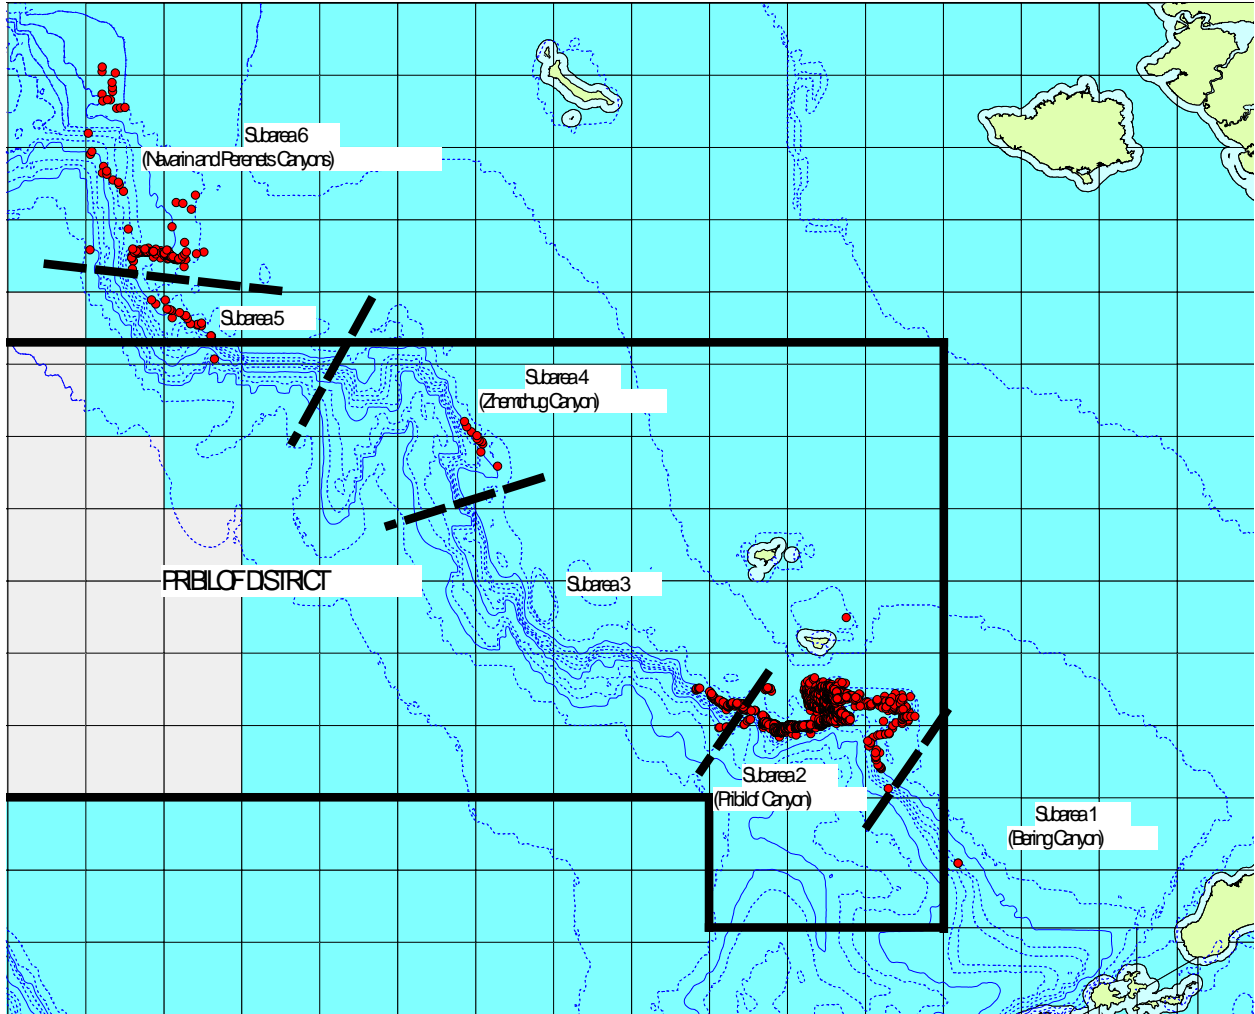 Subarea 6
(Navarin and Perenets Canyons)
Subarea 5
Subarea 4
(Zhemchug Canyon)
PRIBILOF DISTRICT
Subarea 3
Subarea 2
(Pribilof Canyon)
Subarea 1
(Bering Canyon)